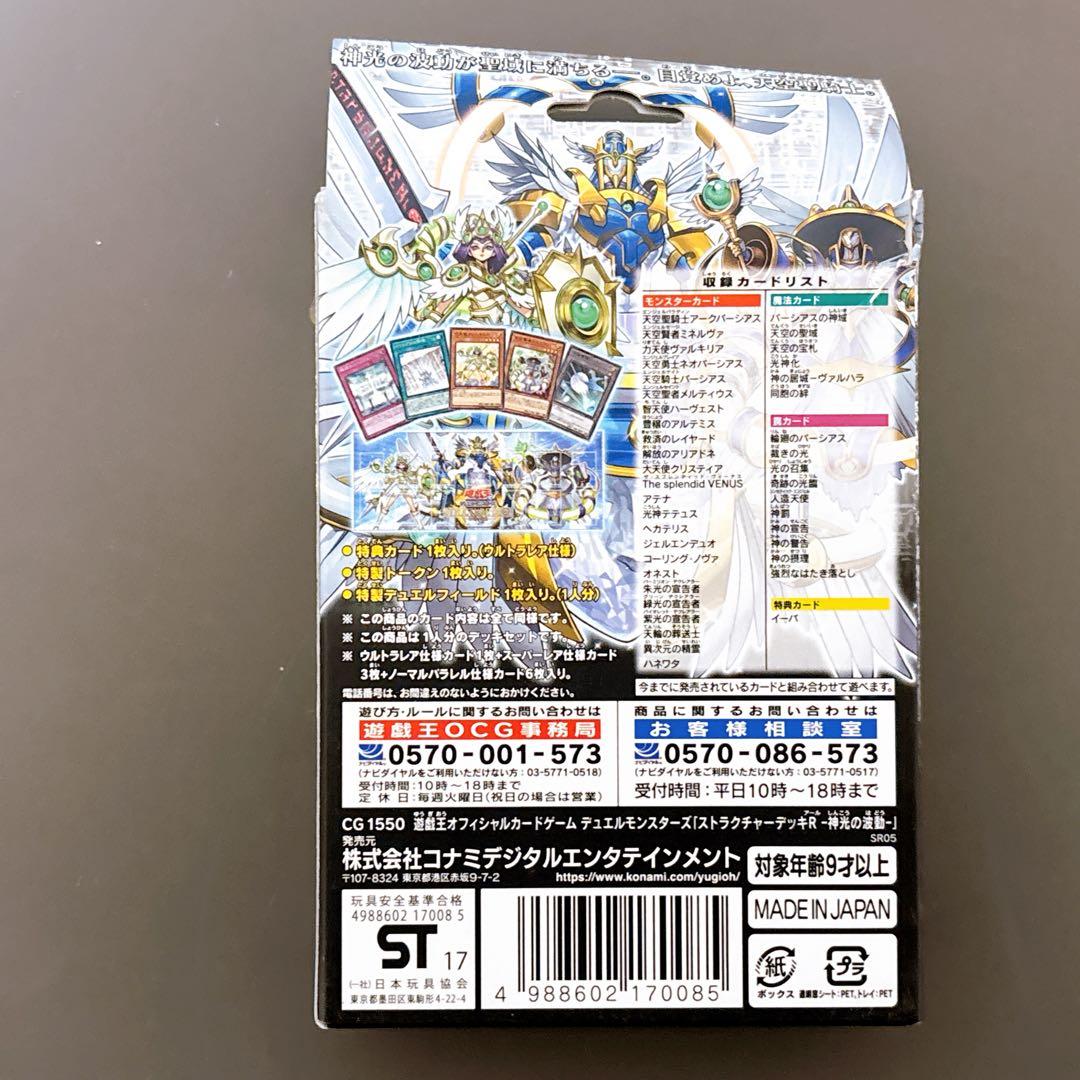 神光の波動が聖域に満ちる―。目覚めよ、天空聖騎士。
収録カードリスト
モンスターカード
天空聖騎士アークパーシアス
天空賢者ミネルヴァ
力天使ヴァルキリア
天空勇士ネオパーシアス
天空騎士パーシアス
天空聖者メルティウス
智天使ハーヴェスト
豊穣のアルテミス
救済のレイヤード
解放のアリアドネ
大天使クリスティア
The splendid VENUS
アテナ
光神テテュス
ヘカテリス
ジェルエンデュオ
コーリング・ノヴァ
オネスト
朱光の宣告者
緑光の宣告者
紫光の宣告者
天輪の葬送士
異次元の精霊
ハネワタ
魔法カード
パーシアスの神域
天空の聖域
天空の宝札
光神化
神の居城－ヴァルハラ
同胞の絆
罠カード
輪廻のパーシアス
裁きの光
光の召集
奇跡の光臨
人造天使
神罰
神の宣告
神の警告
神の摂理
強烈なはたき落とし
特典カード
イーバ
今までに発売されているカードと組み合わせて遊べます。
●特典カード1枚入り。(ウルトラレア仕様)
●特製トークン1枚入り。
●特製デュエルフィールド1枚入り。(1人分)
※ この商品のカード内容は全て同様です。
※ この商品は1人分のデッキセットです。
※ ウルトラレア仕様カード1枚+スーパーレア仕様カード
3枚+ノーマルパラレル仕様カード6枚入り。
電話番号は、お間違えのないようにおかけください。
遊び方・ルールに関するお問い合わせは
遊戯王OCG事務局
ナビダイヤル 0570-001-573
(ナビダイヤルをご利用いただけない方：03-5771-0518)
受付時間：10時～18時まで
定休日：毎週火曜日(祝日の場合は営業)
商品に関するお問い合わせは
お客様相談室
ナビダイヤル 0570-086-573
(ナビダイヤルをご利用いただけない方：03-5771-0517)
受付時間：平日10時～18時まで
CG1550 遊戯王オフィシャルカードゲーム デュエルモンスターズ「ストラクチャーデッキR -神光の波動-」
SR05
発売元
株式会社コナミデジタルエンタテインメント
〒107-8324 東京都港区赤坂9-7-2
https://www.konami.com/yugioh/
対象年齢9才以上
MADE IN JAPAN
玩具安全基準合格
4988602 17008 5
ST 17
(一社)日本玩具協会
東京都墨田区東駒形4-22-4
4 988602 170085
紙
ボックス
プラ
道順窓シート:PET,トレイ:PET